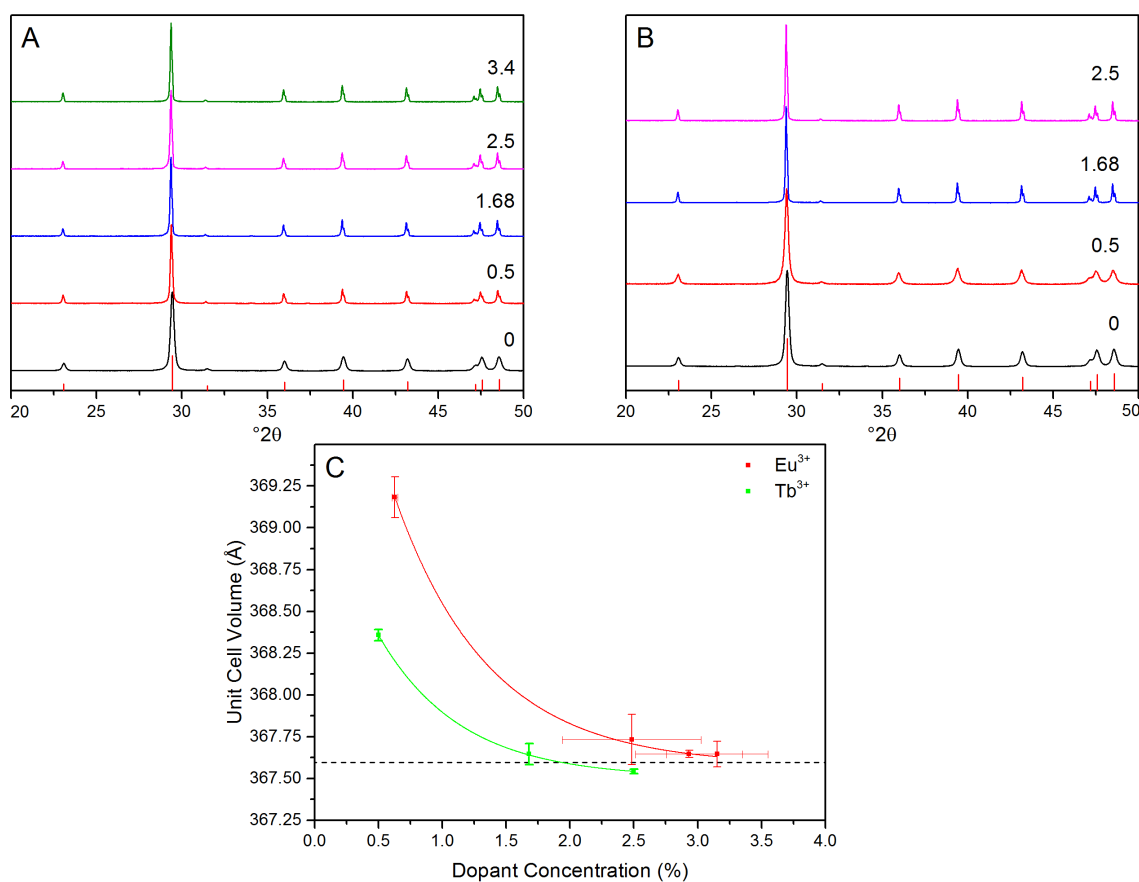 A
3.4
2.5
1.68
0.5
0
20 25 30 35 40 45 50
°2θ
B
2.5
1.68
0.5
0
20 25 30 35 40 45 50
°2θ
C
Eu3+
Tb3+
369.25
369.00
368.75
368.50
368.25
368.00
367.75
367.50
367.25
Unit Cell Volume (Å)
0.0 0.5 1.0 1.5 2.0 2.5 3.0 3.5 4.0
Dopant Concentration (%)